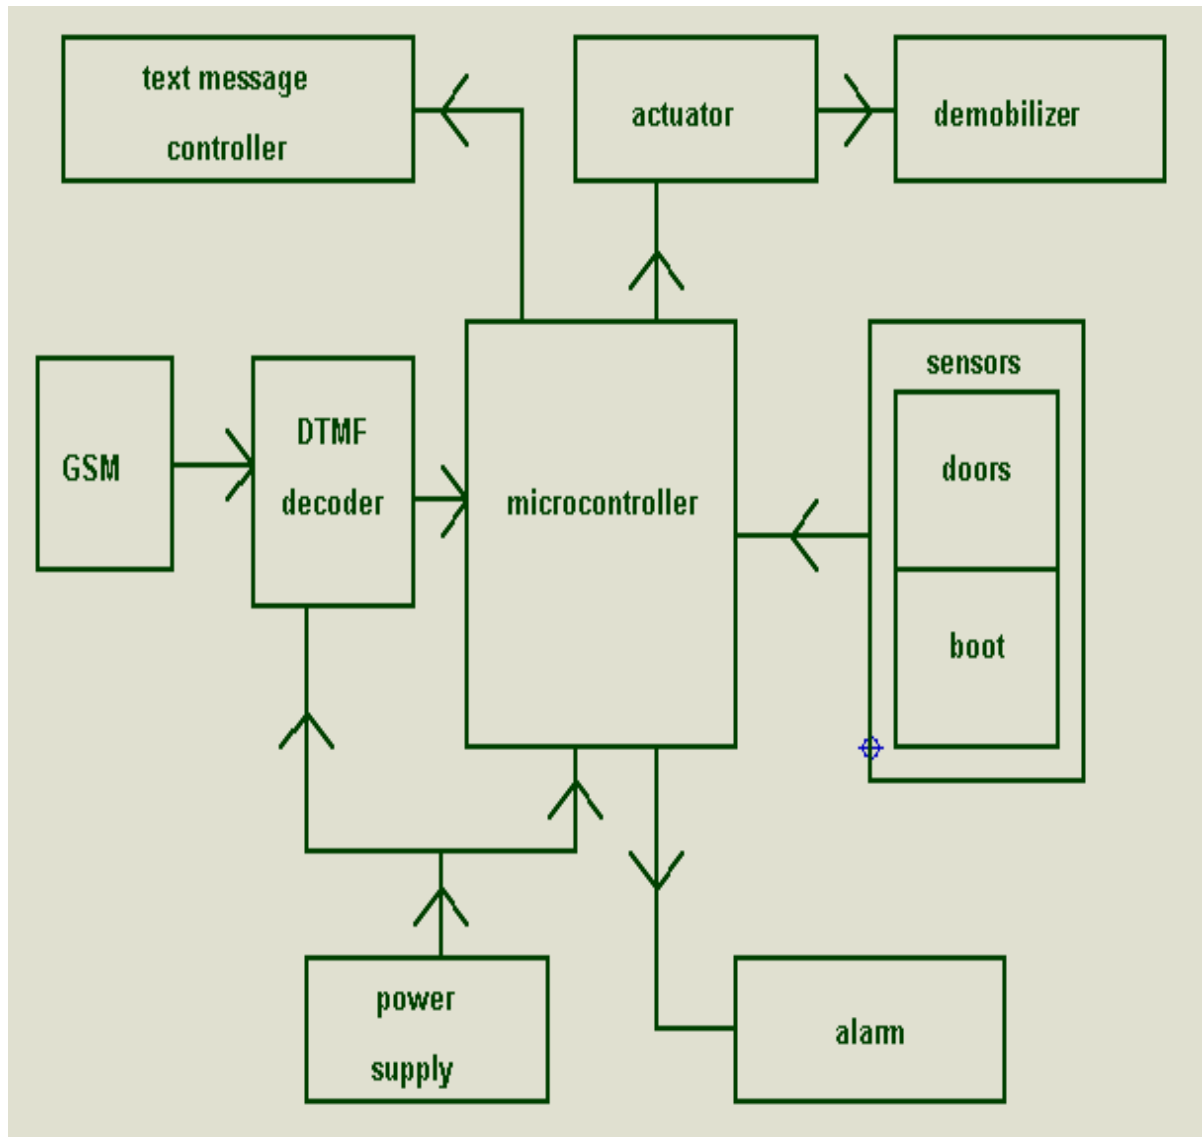 text message
controller
actuator
demobilizer
GSM
DTMF
decoder
microcontroller
sensors
doors
boot
power
supply
alarm